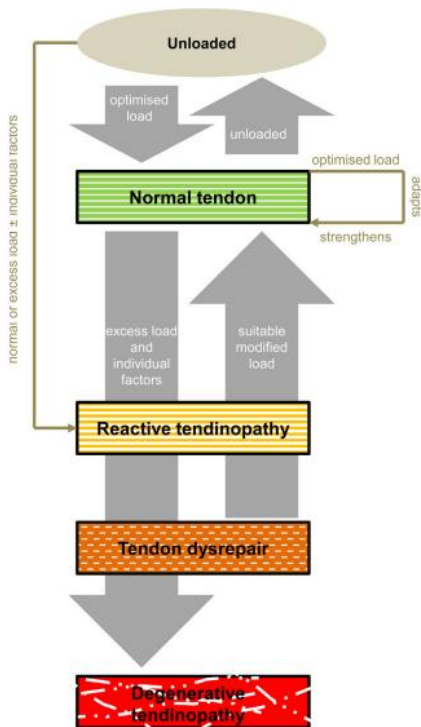 Unloaded
optimised
load
unloaded
optimised load
adapts
strengthens
Normal tendon
normal or excess load ± individual factors
excess load
and
individual
factors
suitable
modified
load
Reactive tendinopathy
Tendon dysrepair
Degenerative
tendinopathy